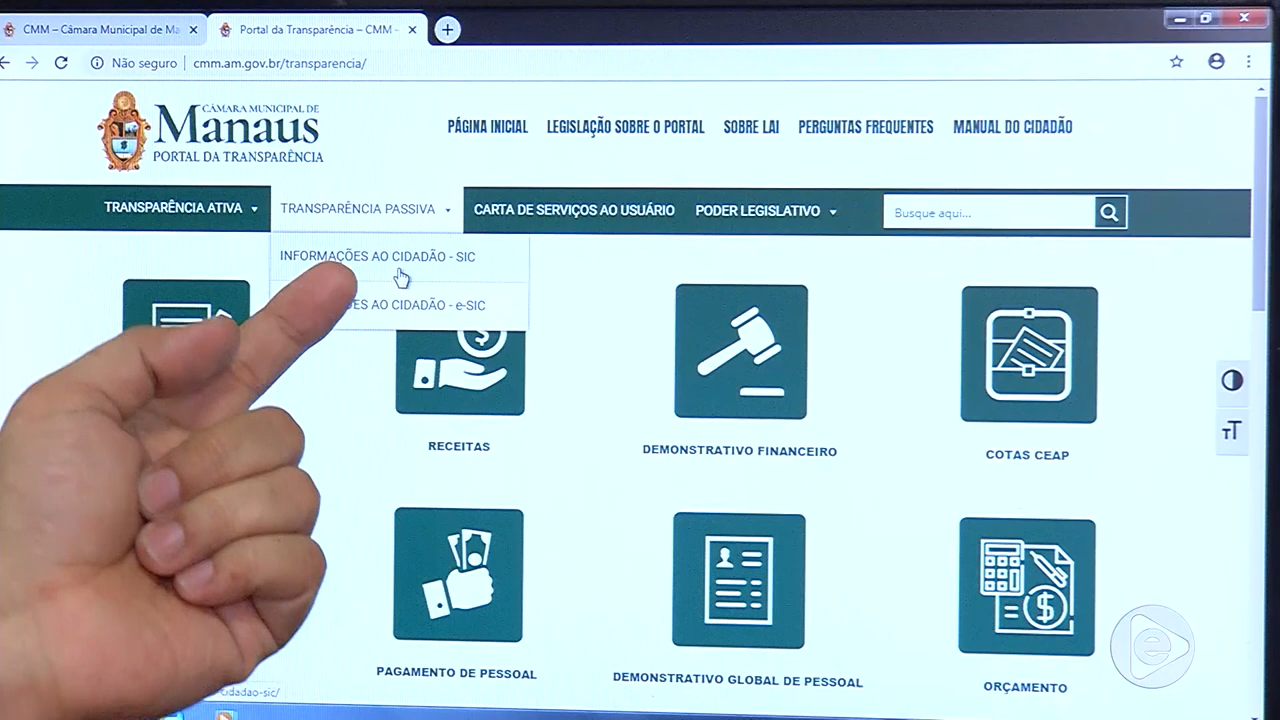 CMM – Câmara Municipal de Ma
Portal da Transparência – CMM -
Não seguro
cmm.am.gov.br/transparencia/
CÂMARA MUNICIPAL DE
Manaus
PORTAL DA TRANSPARÊNCIA
PÁGINA INICIAL
LEGISLAÇÃO SOBRE O PORTAL
SOBRE LAI
PERGUNTAS FREQUENTES
MANUAL DO CIDADÃO
TRANSPARÊNCIA ATIVA
TRANSPARÊNCIA PASSIVA
CARTA DE SERVIÇOS AO USUÁRIO
PODER LEGISLATIVO
Busque aqui...
INFORMAÇÕES AO CIDADÃO - SIC
ÕES AO CIDADÃO - e-SIC
TT
RECEITAS
DEMONSTRATIVO FINANCEIRO
COTAS CEAP
PAGAMENTO DE PESSOAL
DEMONSTRATIVO GLOBAL DE PESSOAL
ORÇAMENTO
-cidadao-sic/
e